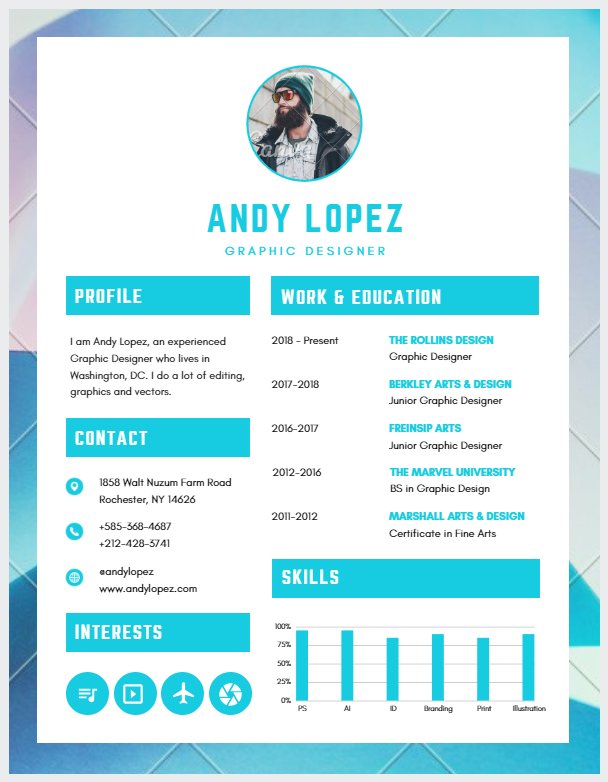 ANDY LOPEZ
GRAPHIC DESIGNER
PROFILE
I am Andy Lopez, an experienced
Graphic Designer who lives in
Washington, DC. I do a lot of editing,
graphics and vectors.
CONTACT
1858 Walt Nuzum Farm Road
Rochester, NY 14626
+585-368-4687
+212-428-3741
@andylopez
www.andylopez.com
INTERESTS
WORK & EDUCATION
2018 - Present THE ROLLINS DESIGN
Graphic Designer
2017-2018 BERKLEY ARTS & DESIGN
Junior Graphic Designer
2016-2017 FREINSIP ARTS
Junior Graphic Designer
2012-2016 THE MARVEL UNIVERSITY
BS in Graphic Design
2011-2012 MARSHALL ARTS & DESIGN
Certificate in Fine Arts
SKILLS
100%
75%
50%
25%
0%
PS AI ID Branding Print Illustration